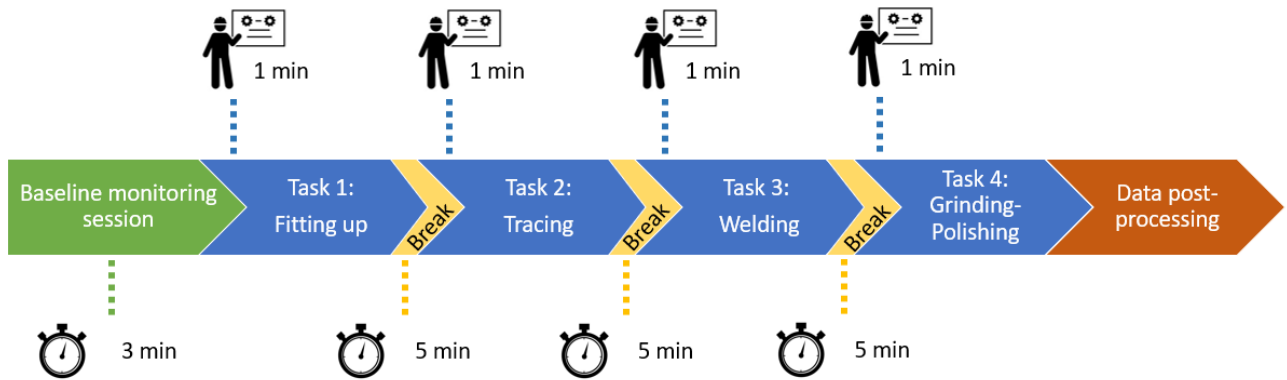 1 min
1 min
1 min
1 min
Baseline monitoring
session
Task 1:
Fitting up
Break
Task 2:
Tracing
Break
Task 3:
Welding
Break
Task 4:
Grinding-
Polishing
Data post-
processing
3 min
5 min
5 min
5 min